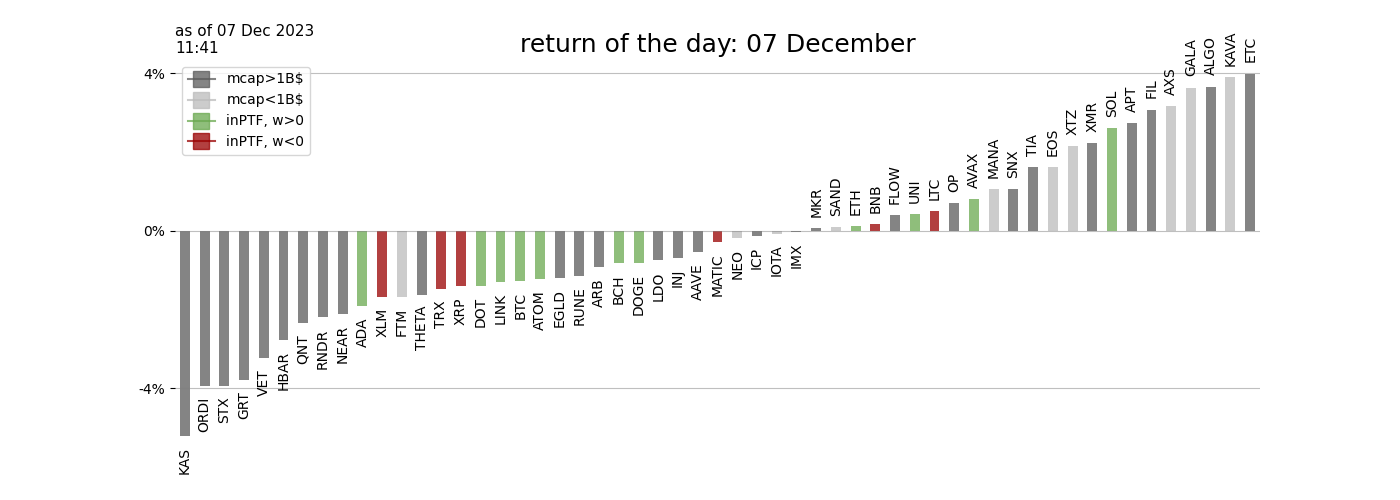 as of 07 Dec 2023
11:41
return of the day: 07 December
mcap>1B$
mcap<1B$
inPTF, w>0
inPTF, w<0
4%
0%
-4%
KAS
ORDI
STX
GRT
VET
HBAR
QNT
RNDR
NEAR
ADA
XLM
FTM
THETA
TRX
XRP
DOT
LINK
BTC
ATOM
EGLD
RUNE
ARB
BCH
DOGE
LDO
INJ
AAVE
MATIC
NEO
ICP
IOTA
IMX
MKR
SAND
ETH
BNB
FLOW
UNI
LTC
OP
AVAX
MANA
SNX
TIA
EOS
XTZ
XMR
SOL
APT
FIL
AXS
GALA
ALGO
KAVA
ETC